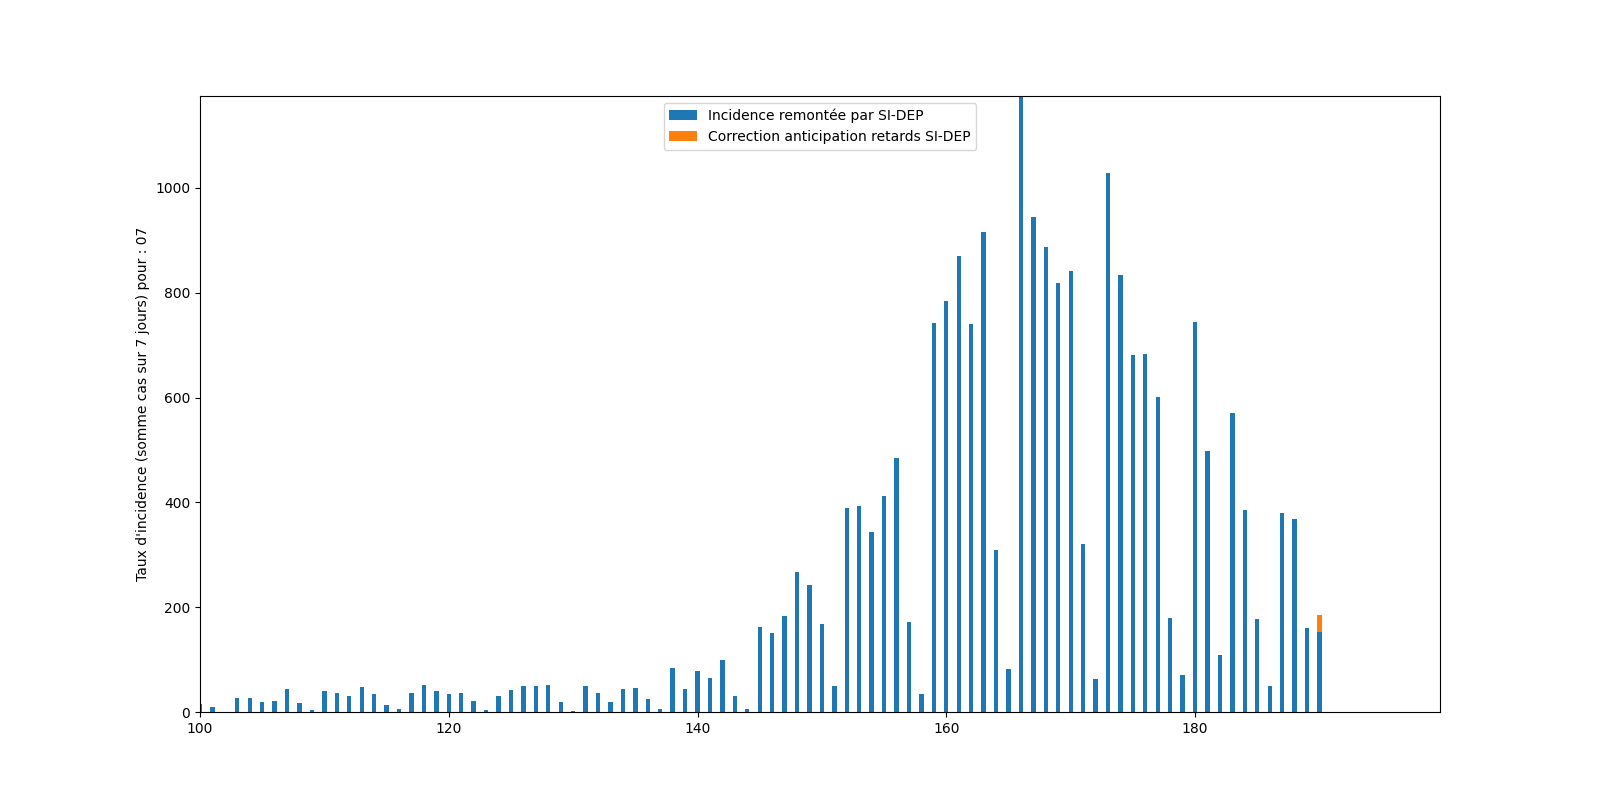 Incidence remontée par SI-DEP
Correction anticipation retards SI-DEP
Taux d'incidence (somme cas sur 7 jours) pour : 07
1000
800
600
400
200
0
100 120 140 160 180